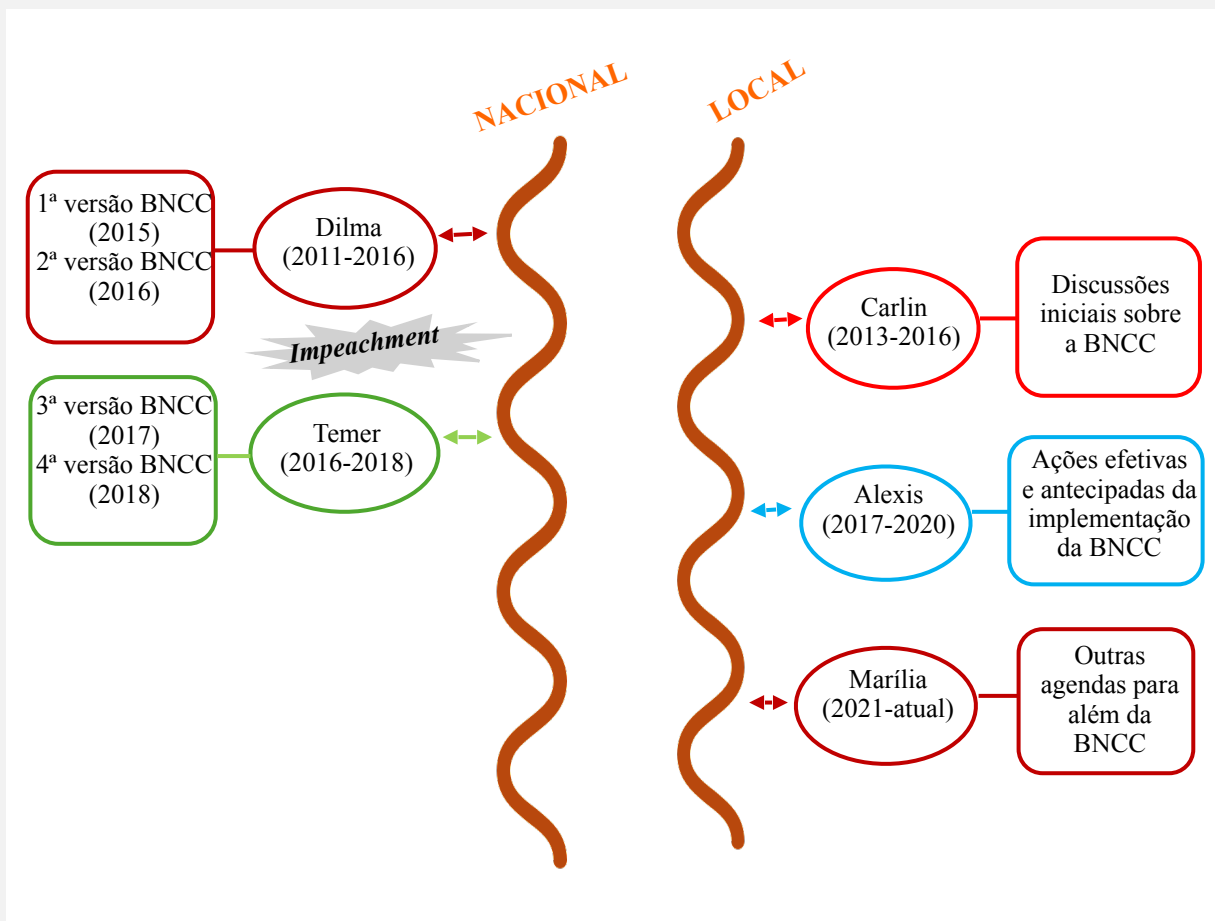 NACIONAL
LOCAL
1ª versão BNCC
(2015)
2ª versão BNCC
(2016)
Dilma
(2011-2016)
Impeachment
3ª versão BNCC
(2017)
4ª versão BNCC
(2018)
Temer
(2016-2018)
Carlin
(2013-2016)
Discussões
iniciais sobre
a BNCC
Alexis
(2017-2020)
Ações efetivas
e antecipadas da
implementação
da BNCC
Marília
(2021-atual)
Outras
agendas para
além da
BNCC